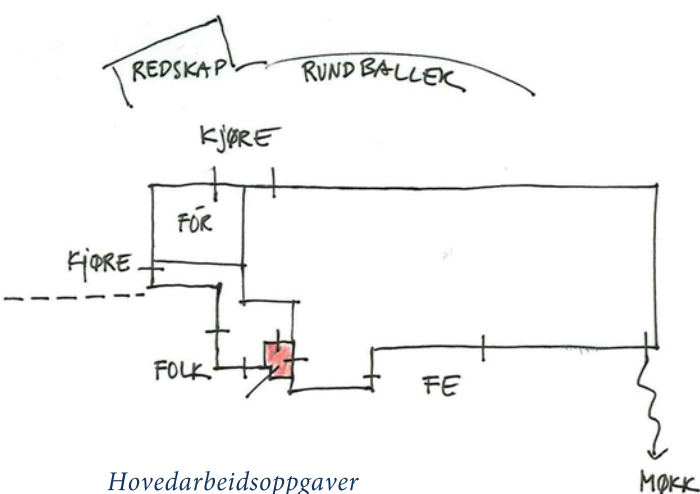 REDSKAP
RUNDBALLER
KJØRE
FÓR
KJØRE
FOLK
FE
MØKK
Hovedarbeidsoppgaver